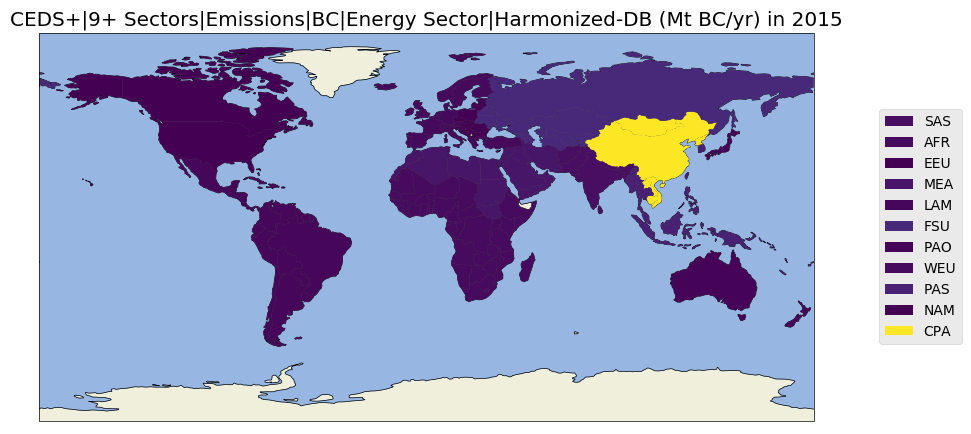 CEDS+|9+ Sectors|Emissions|BC|Energy Sector|Harmonized-DB (Mt BC/yr) in 2015
SAS
AFR
EEU
MEA
LAM
FSU
PAO
WEU
PAS
NAM
CPA